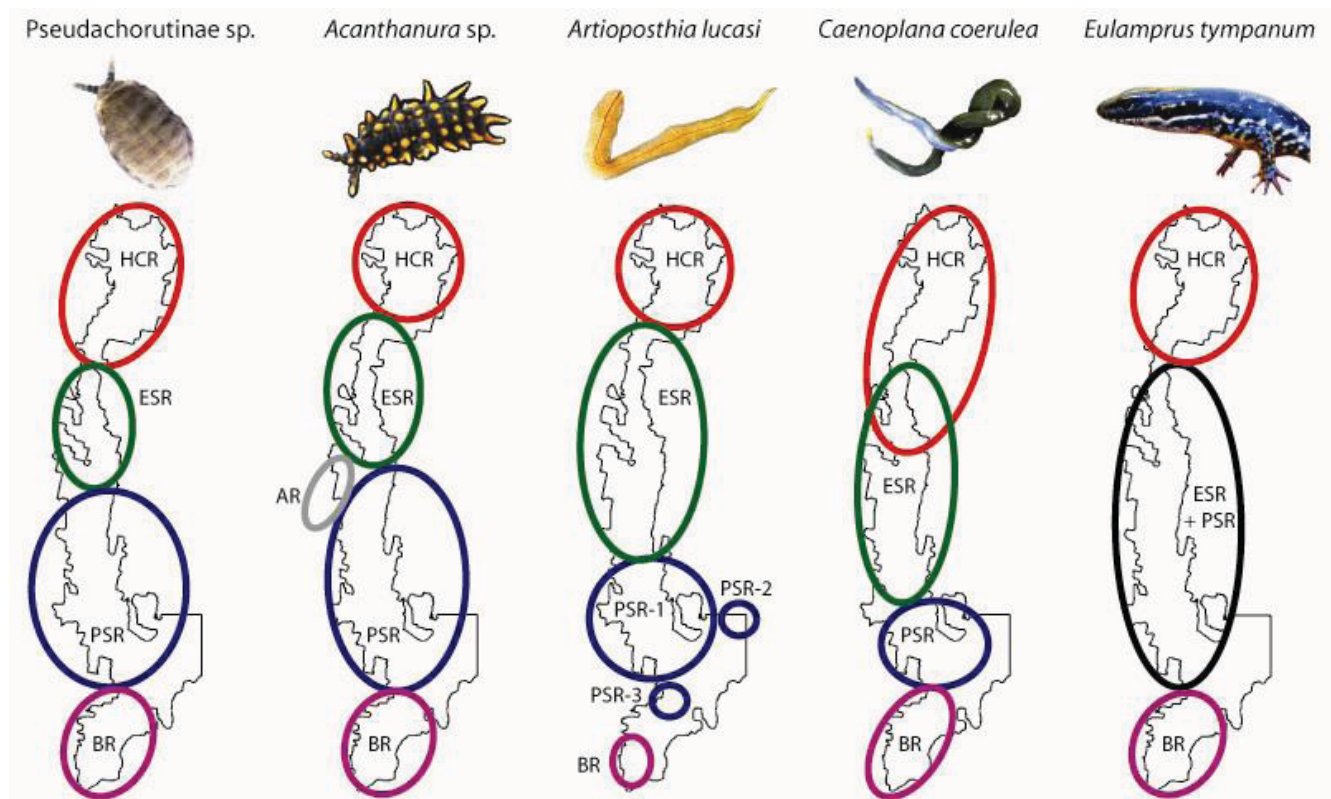 Pseudachorutinae sp.
Acanthanura sp.
Artioposthia lucasi
Caenoplana coerulea
Eulamprus tympanum
HCR
ESR
PSR
BR
HCR
ESR
AR
PSR
BR
HCR
ESR
PSR-1
PSR-2
PSR-3
BR
HCR
ESR
PSR
BR
HCR
ESR
+ PSR
BR